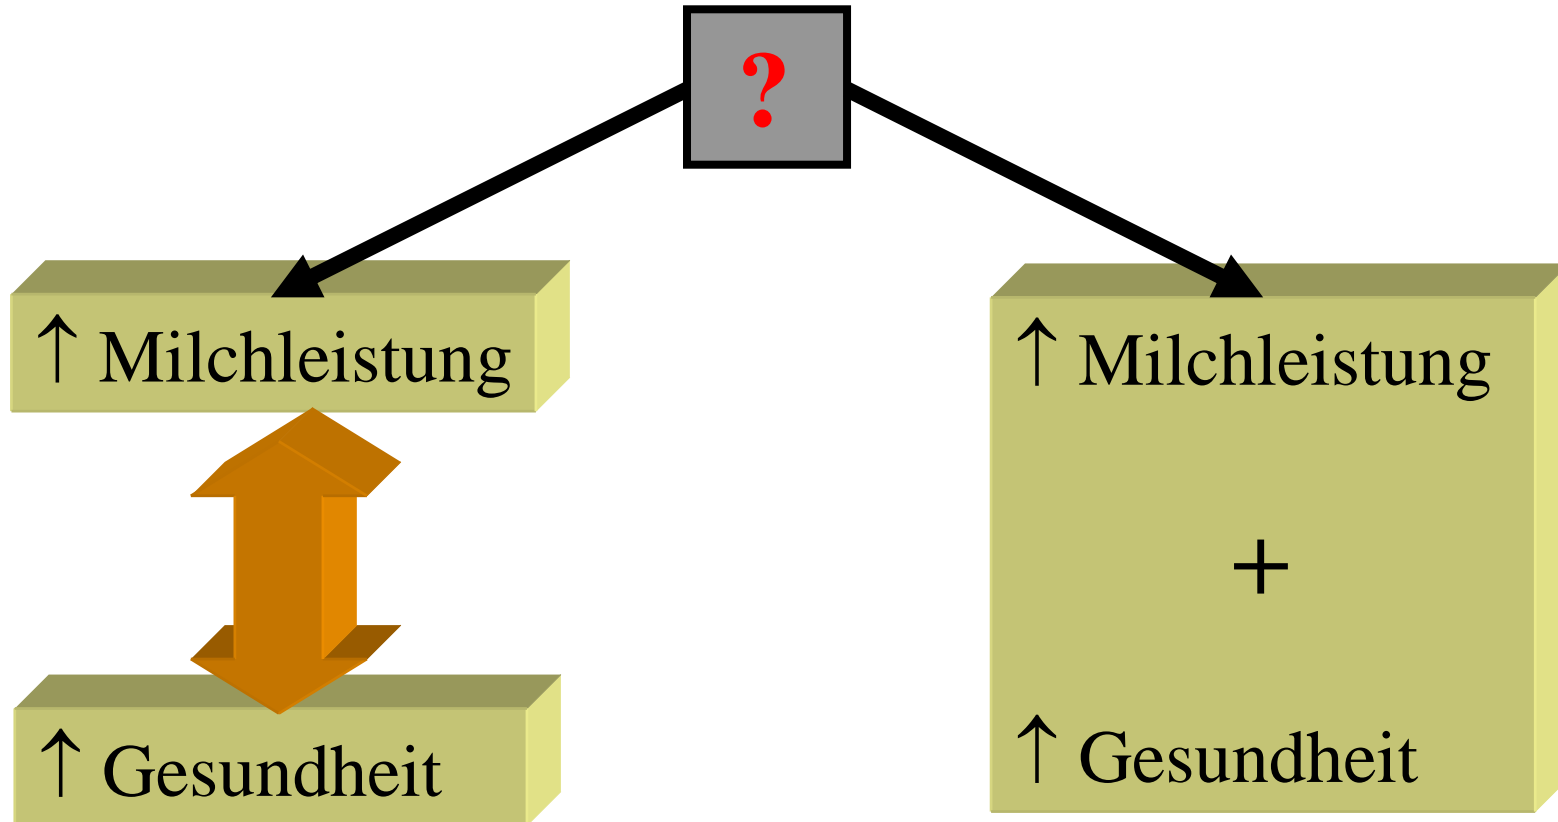 ?
↑ Milchleistung
↑ Gesundheit
↑ Milchleistung
+
↑ Gesundheit